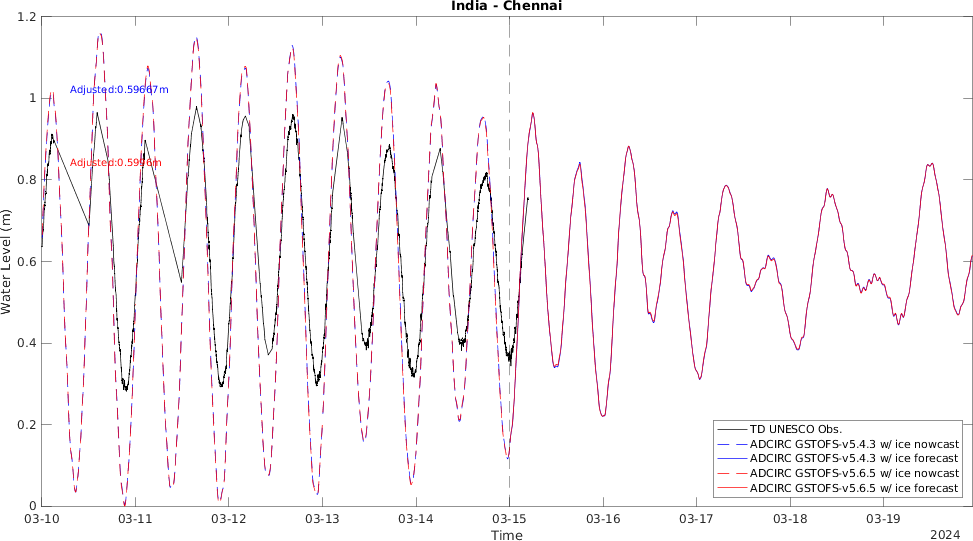 India - Chennai
1.2
1
0.8
0.6
0.4
0.2
0
Water Level (m)
Adjusted:0.59667m
Adjusted:0.5996m
TD UNESCO Obs.
ADCIRC GSTOFS-v5.4.3 w/ ice nowcast
ADCIRC GSTOFS-v5.4.3 w/ ice forecast
ADCIRC GSTOFS-v5.6.5 w/ ice nowcast
ADCIRC GSTOFS-v5.6.5 w/ ice forecast
03-10 03-11 03-12 03-13 03-14 03-15 03-16 03-17 03-18 03-19
Time
2024